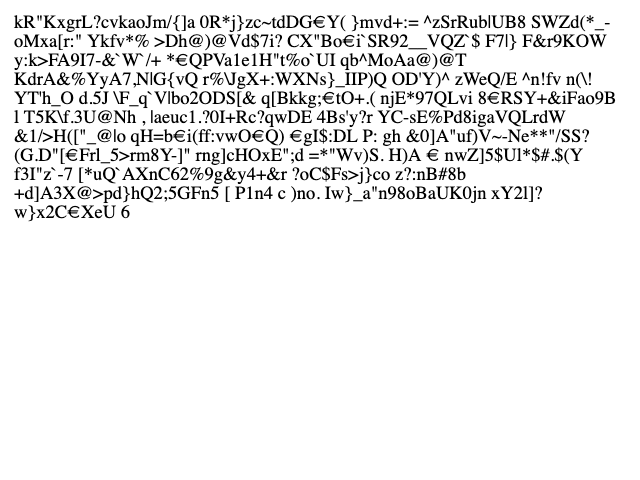 kR"KxgrL?cvkaoJm/{]a 0R*j}zc~tdDG€Y( }mvd+:= ^zSrRub|UB8 SWZd(*_-
oMxa[r:" Ykfv*% >Dh@)@Vd$7i? CX"Bo€i`SR92__VQZ`$ F7|} F&r9KOW
y:k>FA9I7-&`W`/+ *€QPVa1e1H"t%o`UI qb^MoAa@)@T
KdrA&%YyA7,N|G{vQ r%\JgX+:WXNs}_IIP)Q OD'Y)^ zWeQ/E ^n!fv n(\!
YT'h_O d.5J \F_q`V|bo2ODS[& q[Bkkg;€tO+.( njE*97QLvi 8€RSY+&iFao9B
l T5K\f.3U@Nh , |aeuc1.?0I+Rc?qwDE 4Bs'y?r YC-sE%Pd8igaVQLrdW
&1/>H(["_@|o qH=b€i(ff:vwO€Q) €gI$:DL P: gh &0]A"uf)V~-Ne**"/SS?
(G.D"[€Frl_5>rm8Y-]" rng]cHOxE";d =*"Wv)S. H)A € nwZ]5$Ul*$#.$(Y
f3I"z`-7 [*uQ`AXnC62%9g&y4+&r ?oC$Fs>j}co z?:nB#8b
+d]A3X@>pd}hQ2;5GFn5 [ P1n4 c )no. Iw}_a"n98oBaUK0jn xY2l]?
w}x2C€XeU 6